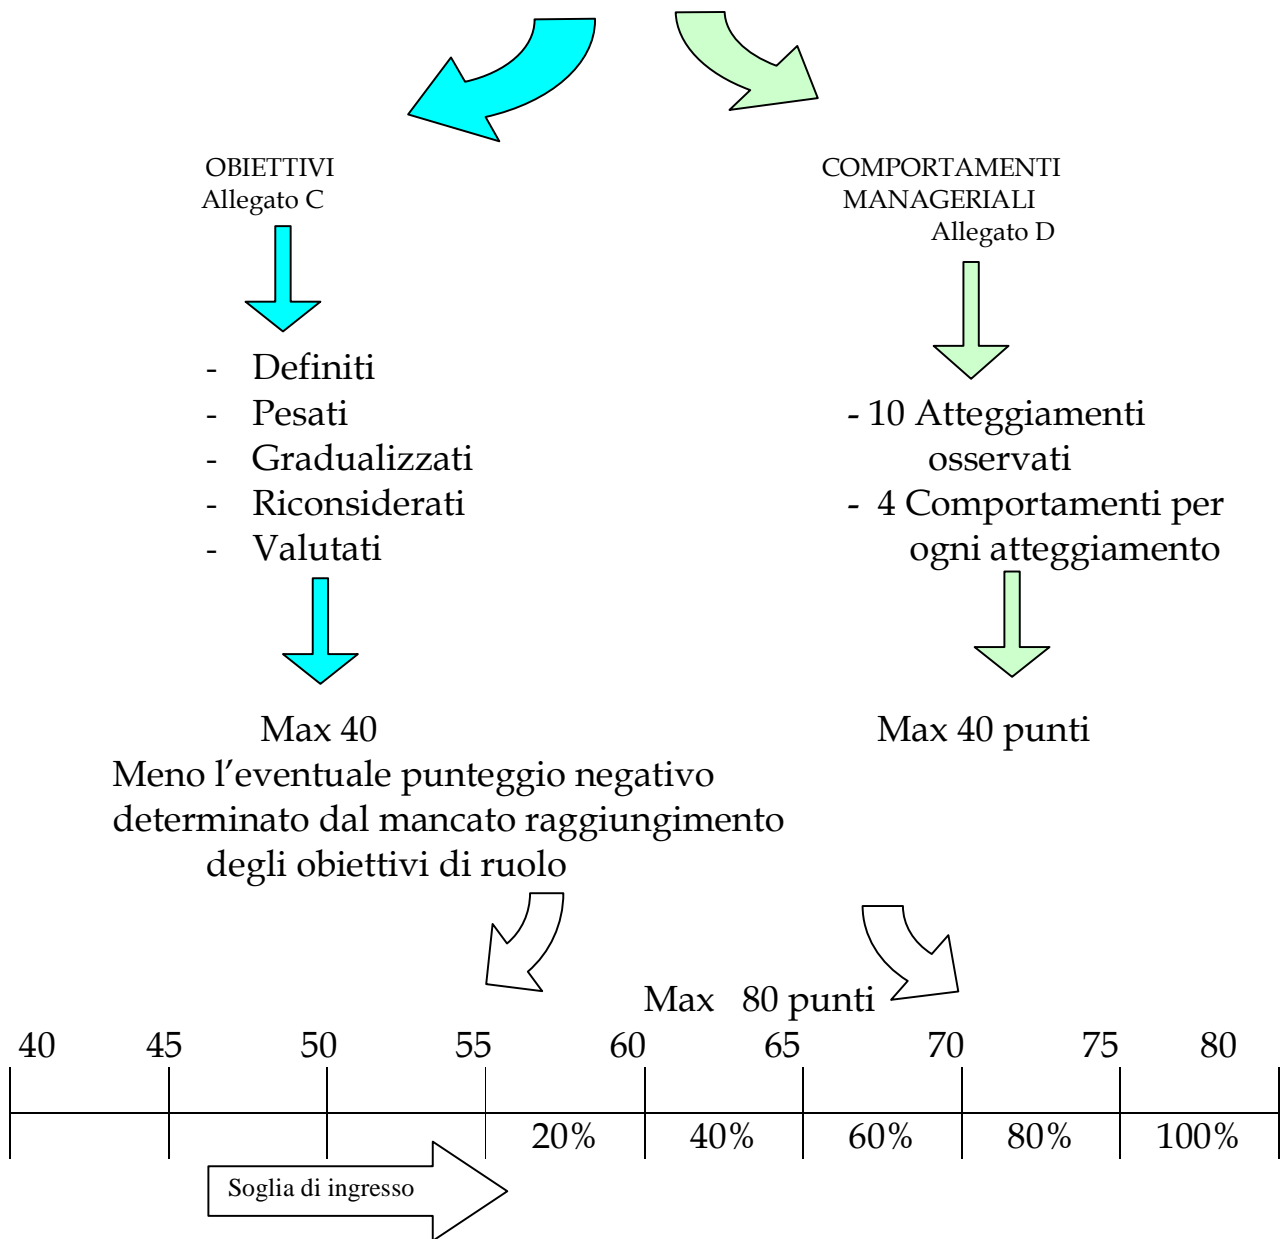 OBIETTIVI
Allegato C
COMPORTAMENTI
MANAGERIALI
Allegato D
- Definiti
- Pesati
- Gradualizzati
- Riconsiderati
- Valutati
- 10 Atteggiamenti
osservati
- 4 Comportamenti per
ogni atteggiamento
Max 40
Meno l’eventuale punteggio negativo
determinato dal mancato raggiungimento
degli obiettivi di ruolo
Max 40 punti
Max 80 punti
40 45 50 55 60 65 70 75 80
20% 40% 60% 80% 100%
Soglia di ingresso